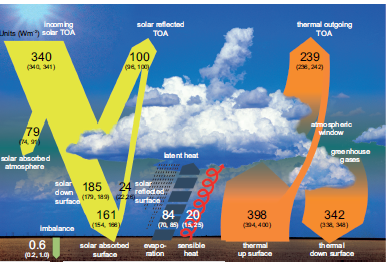 Units (Wm-2)
incoming
solar TOA
solar reflected
TOA
thermal outgoing
TOA
340
(340, 341)
100
(96, 100)
239
(236, 242)
79
(74, 91)
solar absorbed
atmosphere
atmospheric
window
greenhouse
gases
latent heat
solar
down
surface
185
(179, 189)
24
(22,26)
solar
reflected
surface
161
(154, 166)
84
(70, 85)
20
(15, 25)
398
(394, 400)
342
(338, 348)
imbalance
0.6
(0.2, 1.0)
solar absorbed
surface
evapo-
ration
sensible
heat
thermal
up surface
thermal
down surface